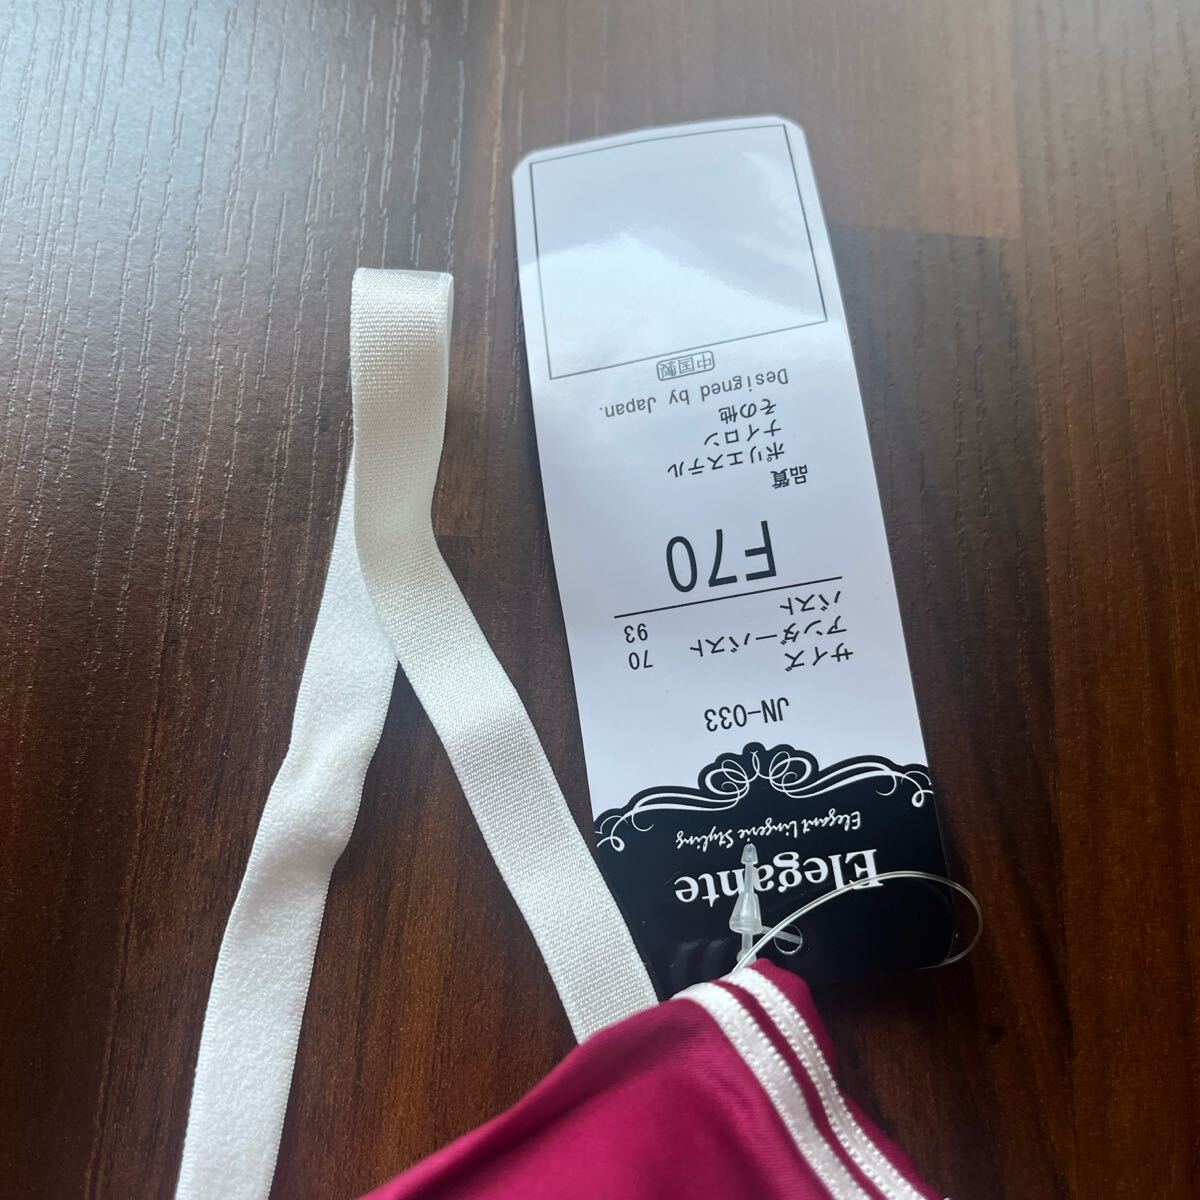 Elegante
Elegant Lingerie Styling
JN-033
サイズ
アンダーバスト 70
バスト 93
F70
品質
ポリエステル
ナイロン
その他
Designed by Japan.
中国製